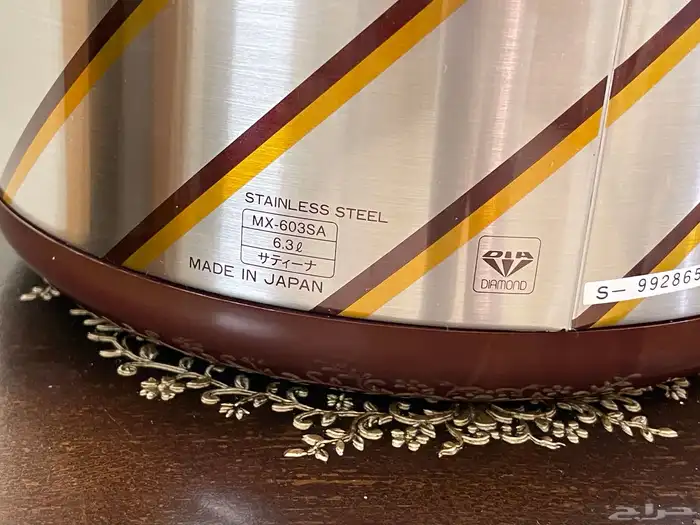 STAINLESS STEEL
MX-603SA
6.3ℓ
サティーナ
MADE IN JAPAN
DIA
DIAMOND
S- 992865
حراج